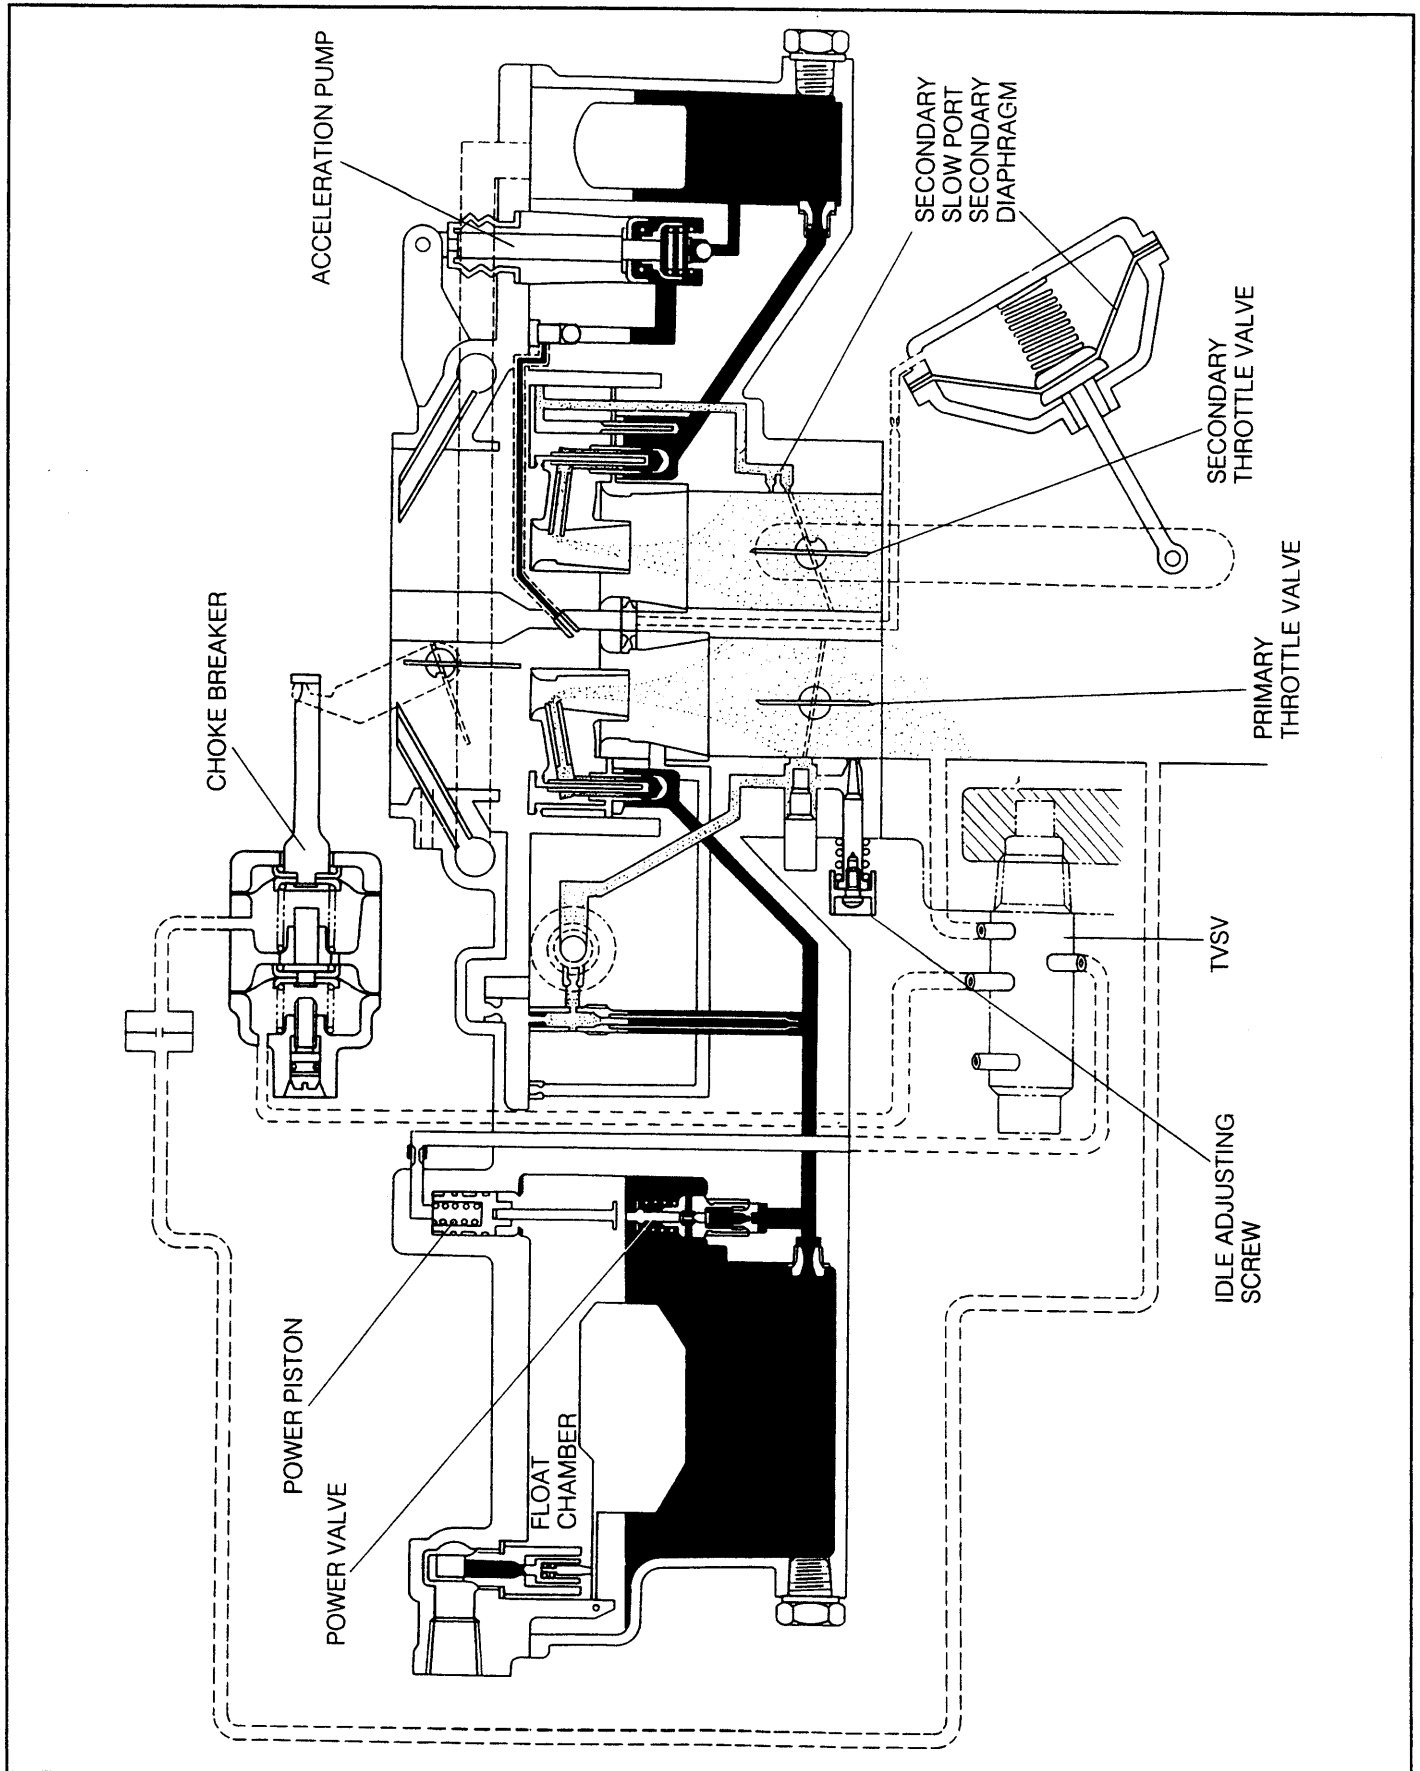 ACCELERATION PUMP
SECONDARY
SLOW PORT
SECONDARY
DIAPHRAGM
SECONDARY
THROTTLE VALVE
CHOKE BREAKER
PRIMARY
THROTTLE VALVE
TVSV
IDLE ADJUSTING
SCREW
POWER PISTON
FLOAT
CHAMBER
POWER VALVE